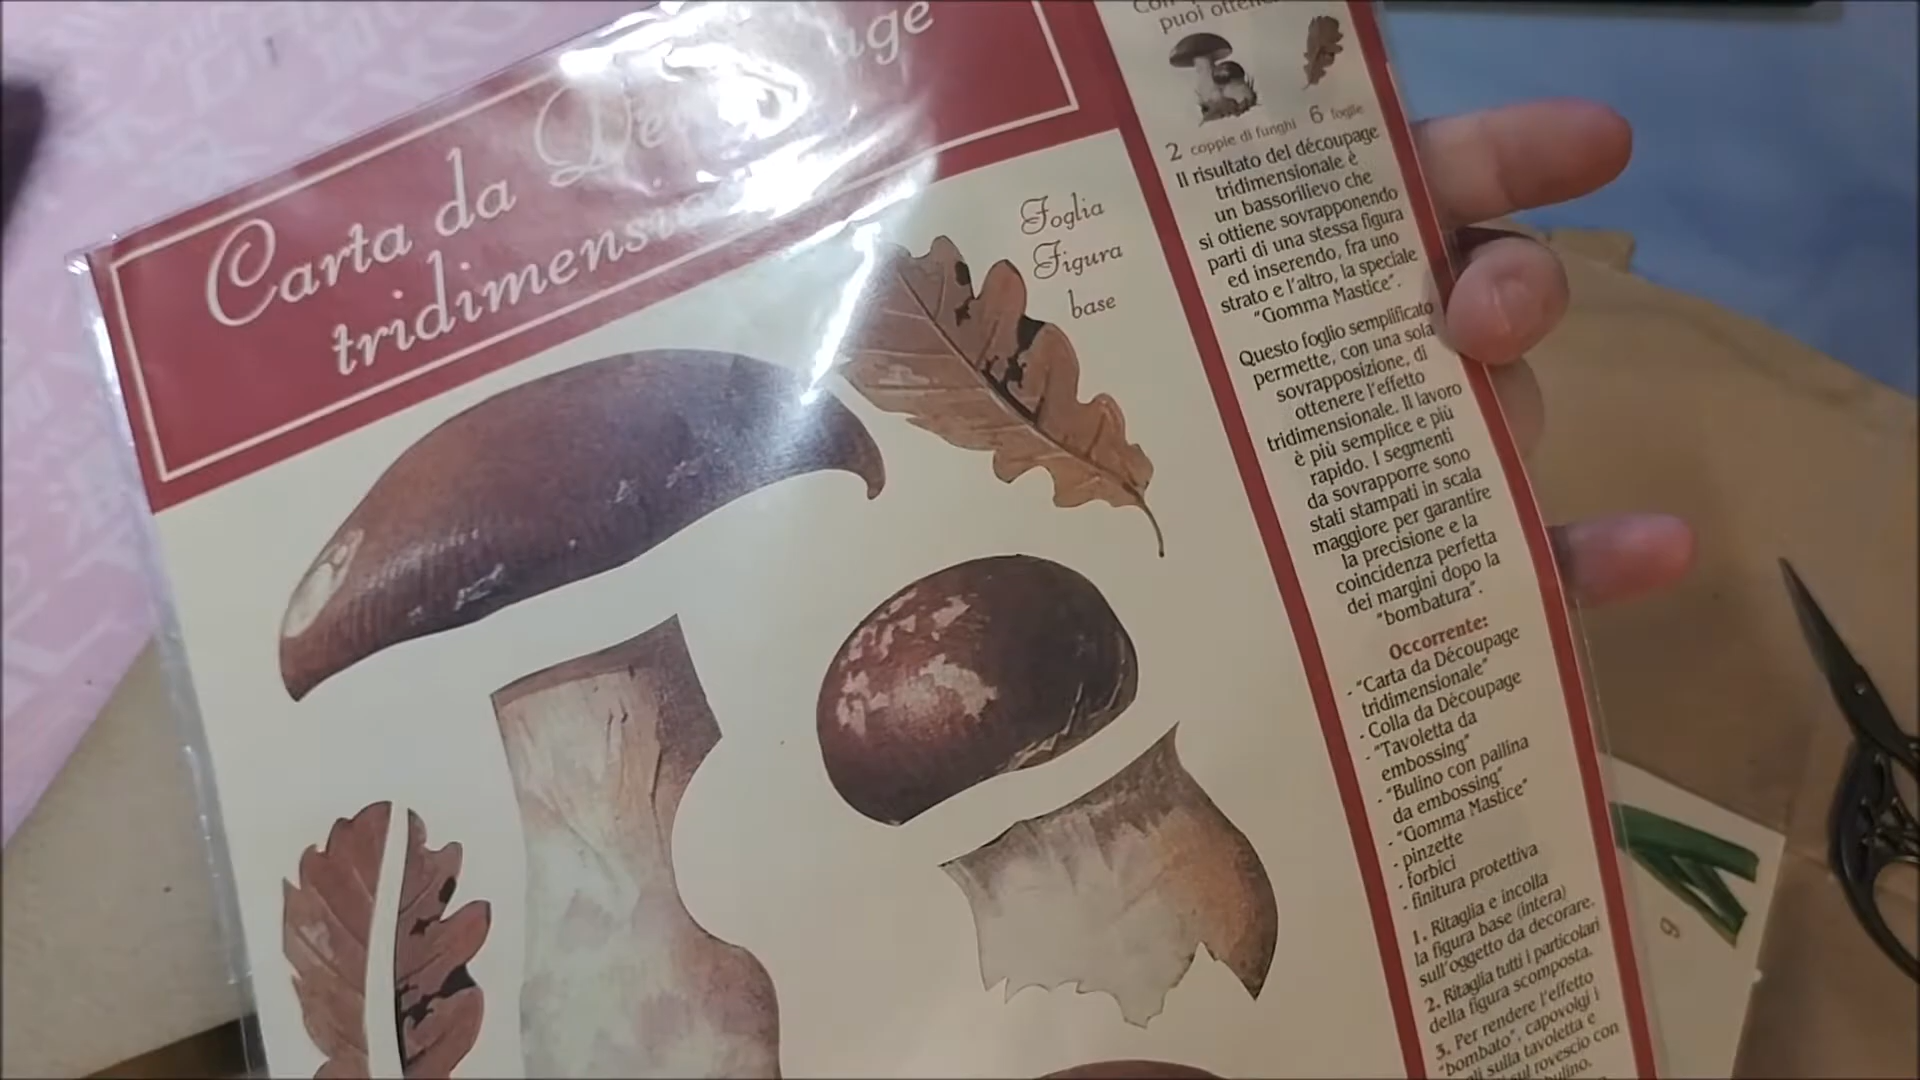 Carta da
tridimensio
Foglia
Figura
base
puoi
2 coppie di funghi 6 foglie
Il risultato del découpage
tridimensionale è
un bassorilievo che
si ottiene sovrapponendo
parti di una stessa figura
ed inserendo, fra uno
strato e l'altro, la speciale
"Gomma Mastice".
Questo foglio semplificato
permette, con una sola
sovrapposizione, di
ottenere l'effetto
tridimensionale. Il lavoro
è più semplice e più
rapido. I segmenti
da sovrapporre sono
stati stampati in scala
maggiore per garantire
la precisione e la
coincidenza perfetta
dei margini dopo la
"bombatura".
Occorrente:
- "Carta da Découpage
tridimensionale"
- Colla da Découpage
- "Tavoletta da
embossing"
- "Bulino con pallina
da embossing"
- "Gomma Mastice"
- pinzette
- forbici
- finitura protettiva
1. Ritaglia e incolla
la figura base (intera)
sull'oggetto da decorare.
2. Ritaglia tutti i particolari
della figura scomposta.
3. Per rendere l'effetto
"bombato", capovolgi i
sulla tavoletta e
sul rovescio con